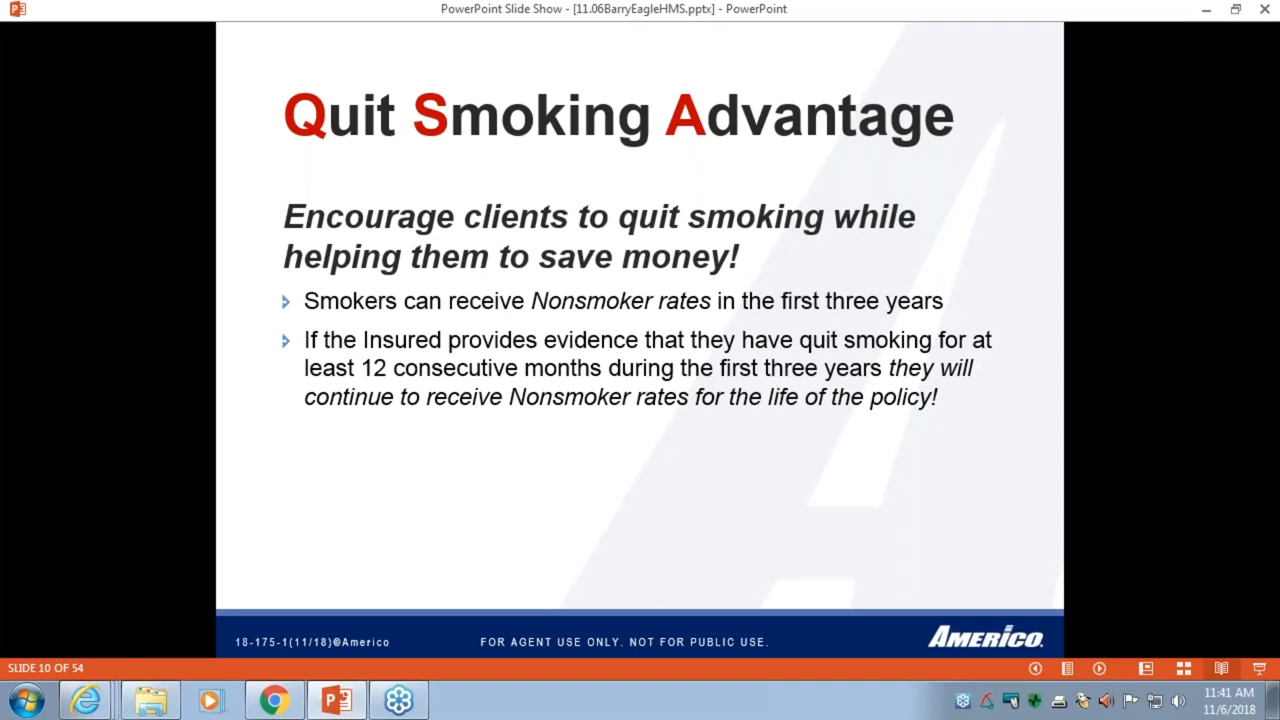 PowerPoint Slide Show - [11.06BarryEagleHMS.pptx] - PowerPoint
Quit Smoking Advantage
Encourage clients to quit smoking while
helping them to save money!
Smokers can receive Nonsmoker rates in the first three years
If the Insured provides evidence that they have quit smoking for at
least 12 consecutive months during the first three years they will
continue to receive Nonsmoker rates for the life of the policy!
18-175-1(11/18)©Americo
FOR AGENT USE ONLY. NOT FOR PUBLIC USE.
AMERICO.
SLIDE 10 OF 54
11:41 AM
11/6/2018